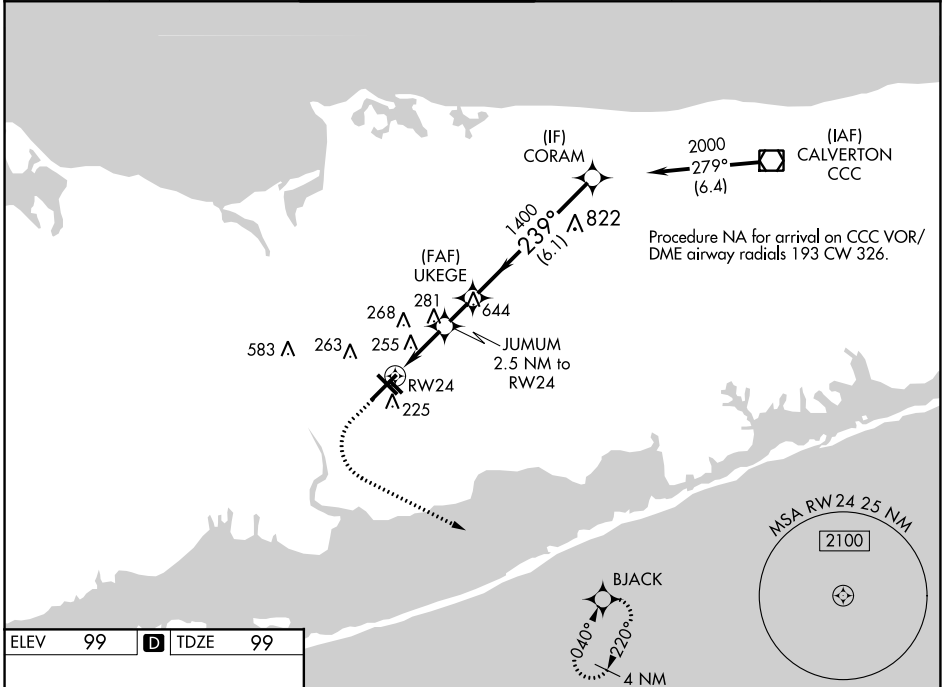 (IF)
CORAM
2000
279°
(6.4)
(IAF)
CALVERTON
CCC
1400
239°
(6.1)
822
Procedure NA for arrival on CCC VOR/
DME airway radials 193 CW 326.
(FAF)
UKEGE
644
281
268
255
263
583
JUMUM
2.5 NM to
RW24
RW24
225
MSA RW24 25 NM
2100
BJACK
040°
220°
4 NM
ELEV 99 D TDZE 99